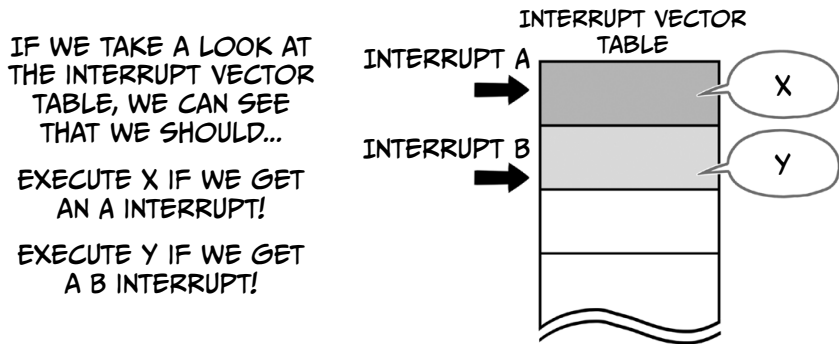 IF WE TAKE A LOOK AT
THE INTERRUPT VECTOR
TABLE, WE CAN SEE
THAT WE SHOULD...
EXECUTE X IF WE GET
AN A INTERRUPT!
EXECUTE Y IF WE GET
A B INTERRUPT!
INTERRUPT VECTOR
TABLE
INTERRUPT A
X
INTERRUPT B
Y